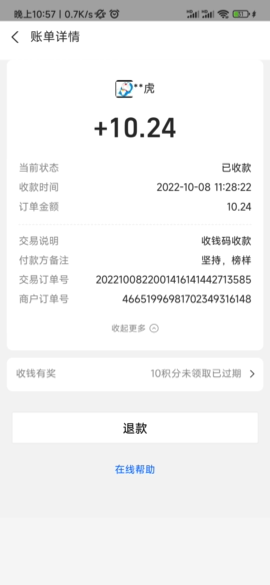 晚上10:57 | 0.7K/s
账单详情
**虎
+10.24
当前状态 已收款
收款时间 2022-10-08 11:28:22
订单金额 10.24
交易说明 收钱码收款
付款方备注 坚持，榜样
交易订单号 2022100822001416141442713585
商户订单号 46651996981702349316148
收起更多
收钱有奖 10积分未领取已过期
退款
在线帮助